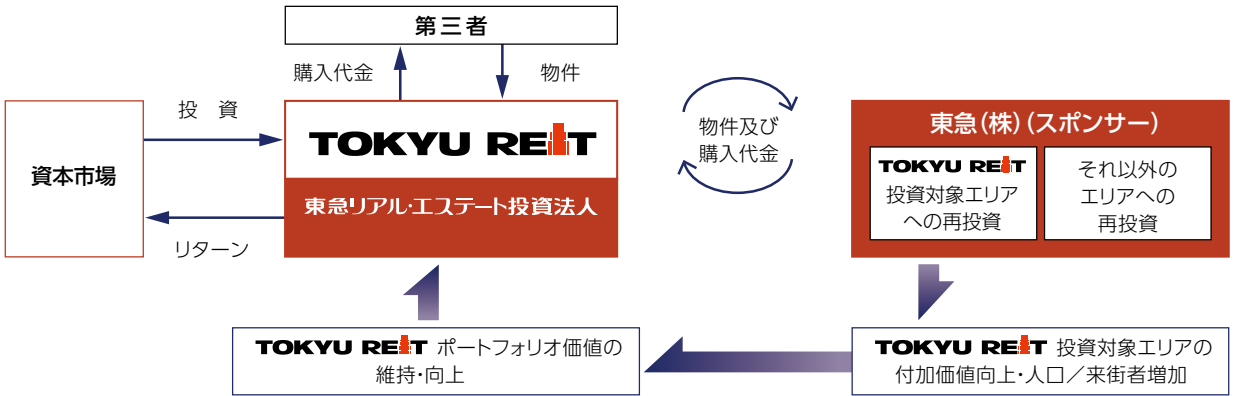 第三者
購入代金
物件
投 資
資本市場
リターン
TOKYU REIT
東急リアル・エステート投資法人
物件及び
購入代金
東急(株)(スポンサー)
TOKYU REIT
投資対象エリア
への再投資
それ以外の
エリアへの
再投資
TOKYU REIT ポートフォリオ価値の
維持・向上
TOKYU REIT 投資対象エリアの
付加価値向上・人口/来街者増加